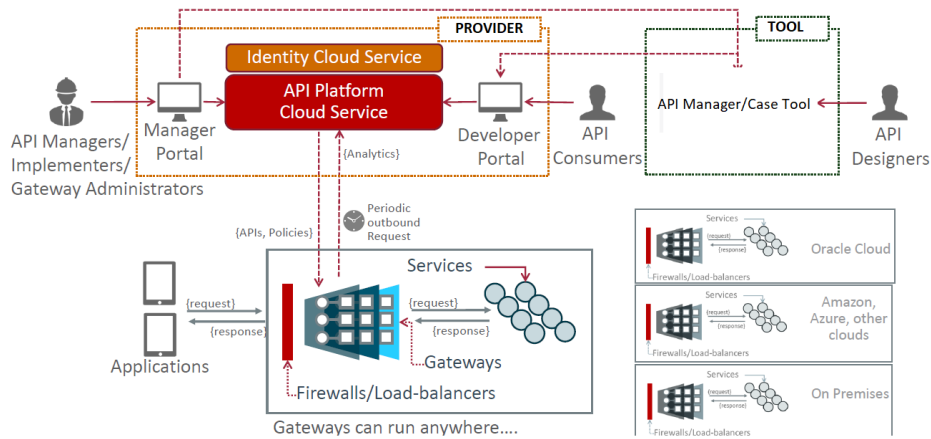 PROVIDER
TOOL
Identity Cloud Service
API Platform
Cloud Service
API Manager/Case Tool
Manager
Portal
Developer
Portal
API Managers/
Implementers/
Gateway Administrators
API
Consumers
API
Designers
{Analytics}
{APIs, Policies}
Periodic
outbound
Request
Services
{request}
{response}
{request}
{response}
Applications
Gateways
Firewalls/Load-balancers
Gateways can run anywhere....
Services
{request}
{response}
Oracle Cloud
Firewalls/Load-balancers
Services
{request}
{response}
Amazon,
Azure, other
clouds
Firewalls/Load-balancers
Services
{request}
{response}
On Premises
Firewalls/Load-balancers